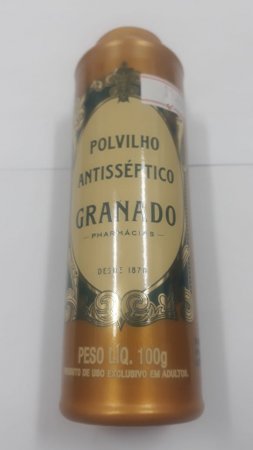 POLVILHO
ANTISSÉPTICO
GRANADO
PHARMÁCIAS
DESDE 1870
PESO LÍQ. 100g
PRODUTO DE USO EXCLUSIVO EM ADULTOS.